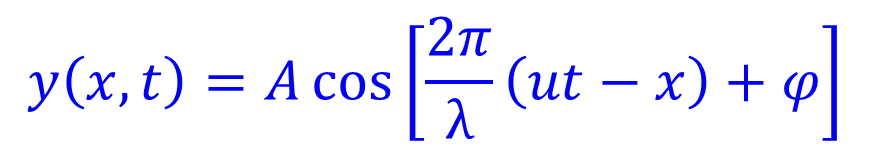 y(x, t) = A cos [2π/λ (ut − x) + φ]